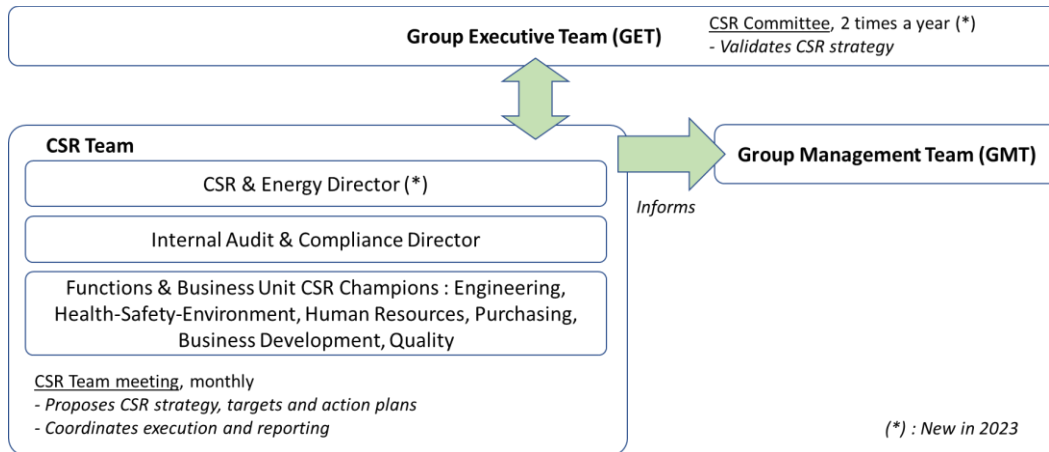 Group Executive Team (GET)
CSR Committee, 2 times a year (*)
- Validates CSR strategy
CSR Team
CSR & Energy Director (*)
Internal Audit & Compliance Director
Functions & Business Unit CSR Champions : Engineering,
Health-Safety-Environment, Human Resources, Purchasing,
Business Development, Quality
CSR Team meeting, monthly
- Proposes CSR strategy, targets and action plans
- Coordinates execution and reporting
Informs
Group Management Team (GMT)
(*) : New in 2023